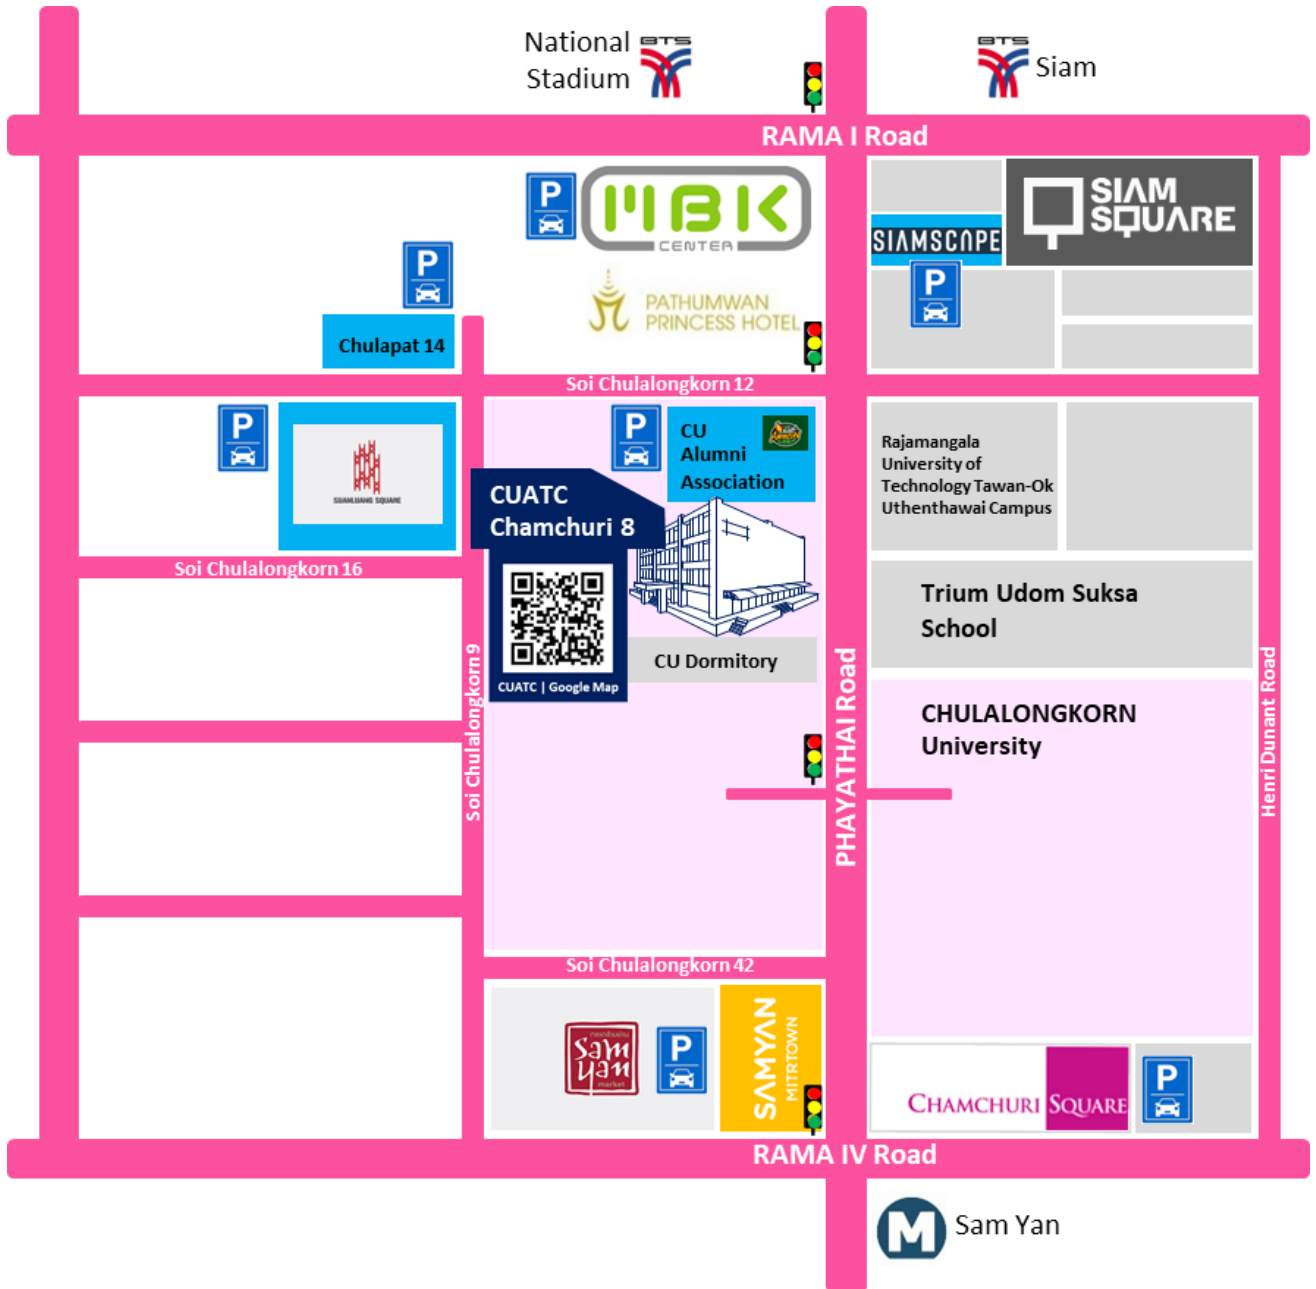 National
Stadium
BTS
BTS
Siam
RAMA I Road
P
MBK
CENTER
SIAM
SQUARE
SIAMSCAPE
P
P
PATHUMWAN
PRINCESS HOTEL
Chulapat 14
Soi Chulalongkorn 12
P
SUANLUANG SQUARE
P
CU
Alumni
Association
Rajamangala
University of
Technology Tawan-Ok
Uthenthawai Campus
CUATC
Chamchuri 8
Soi Chulalongkorn 16
Trium Udom Suksa
School
CU Dormitory
CUATC | Google Map
Soi Chulalongkorn 9
PHAYATHAI Road
Henri Dunant Road
CHULALONGKORN
University
Soi Chulalongkorn 42
Sam
yan
market
P
SAMYAN
MITRTOWN
CHAMCHURI SQUARE
P
RAMA IV Road
M
Sam Yan